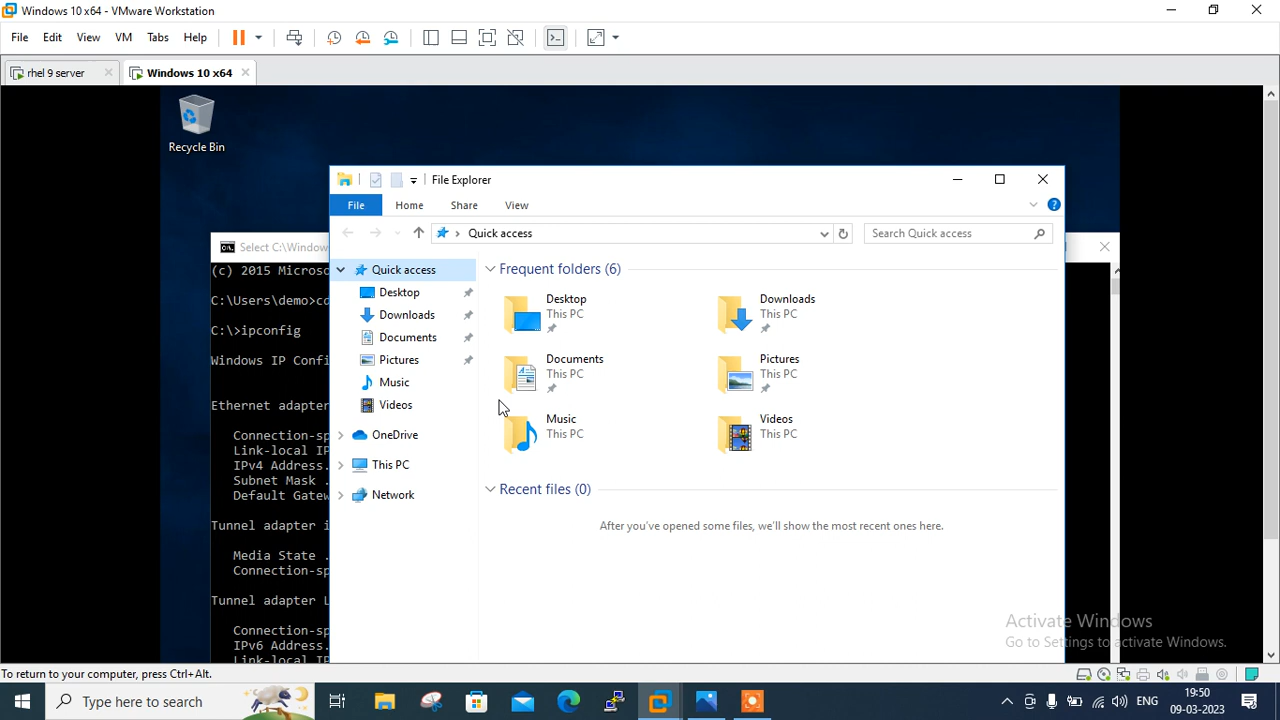 Windows 10 x64 - VMware Workstation
File Edit View VM Tabs Help
rhel 9 server
Windows 10 x64
Recycle Bin
File Explorer
File Home Share View
Quick access
Search Quick access
Select C:\Window
(c) 2015 Microso
C:\Users\demo>cd
C:\>ipconfig
Windows IP Confi
Ethernet adapter
Connection-sp
Link-local IP
IPv4 Address.
Subnet Mask .
Default Gatew
Tunnel adapter i
Media State .
Connection-sp
Tunnel adapter L
Connection-sp
IPv6 Address.
Link-local IP
Quick access
Desktop
Downloads
Documents
Pictures
Music
Videos
OneDrive
This PC
Network
Frequent folders (6)
Desktop
This PC
Downloads
This PC
Documents
This PC
Pictures
This PC
Music
This PC
Videos
This PC
Recent files (0)
After you've opened some files, we'll show the most recent ones here.
Activate Windows
Go to Settings to activate Windows.
To return to your computer, press Ctrl+Alt.
Type here to search
ENG
19:50
09-03-2023